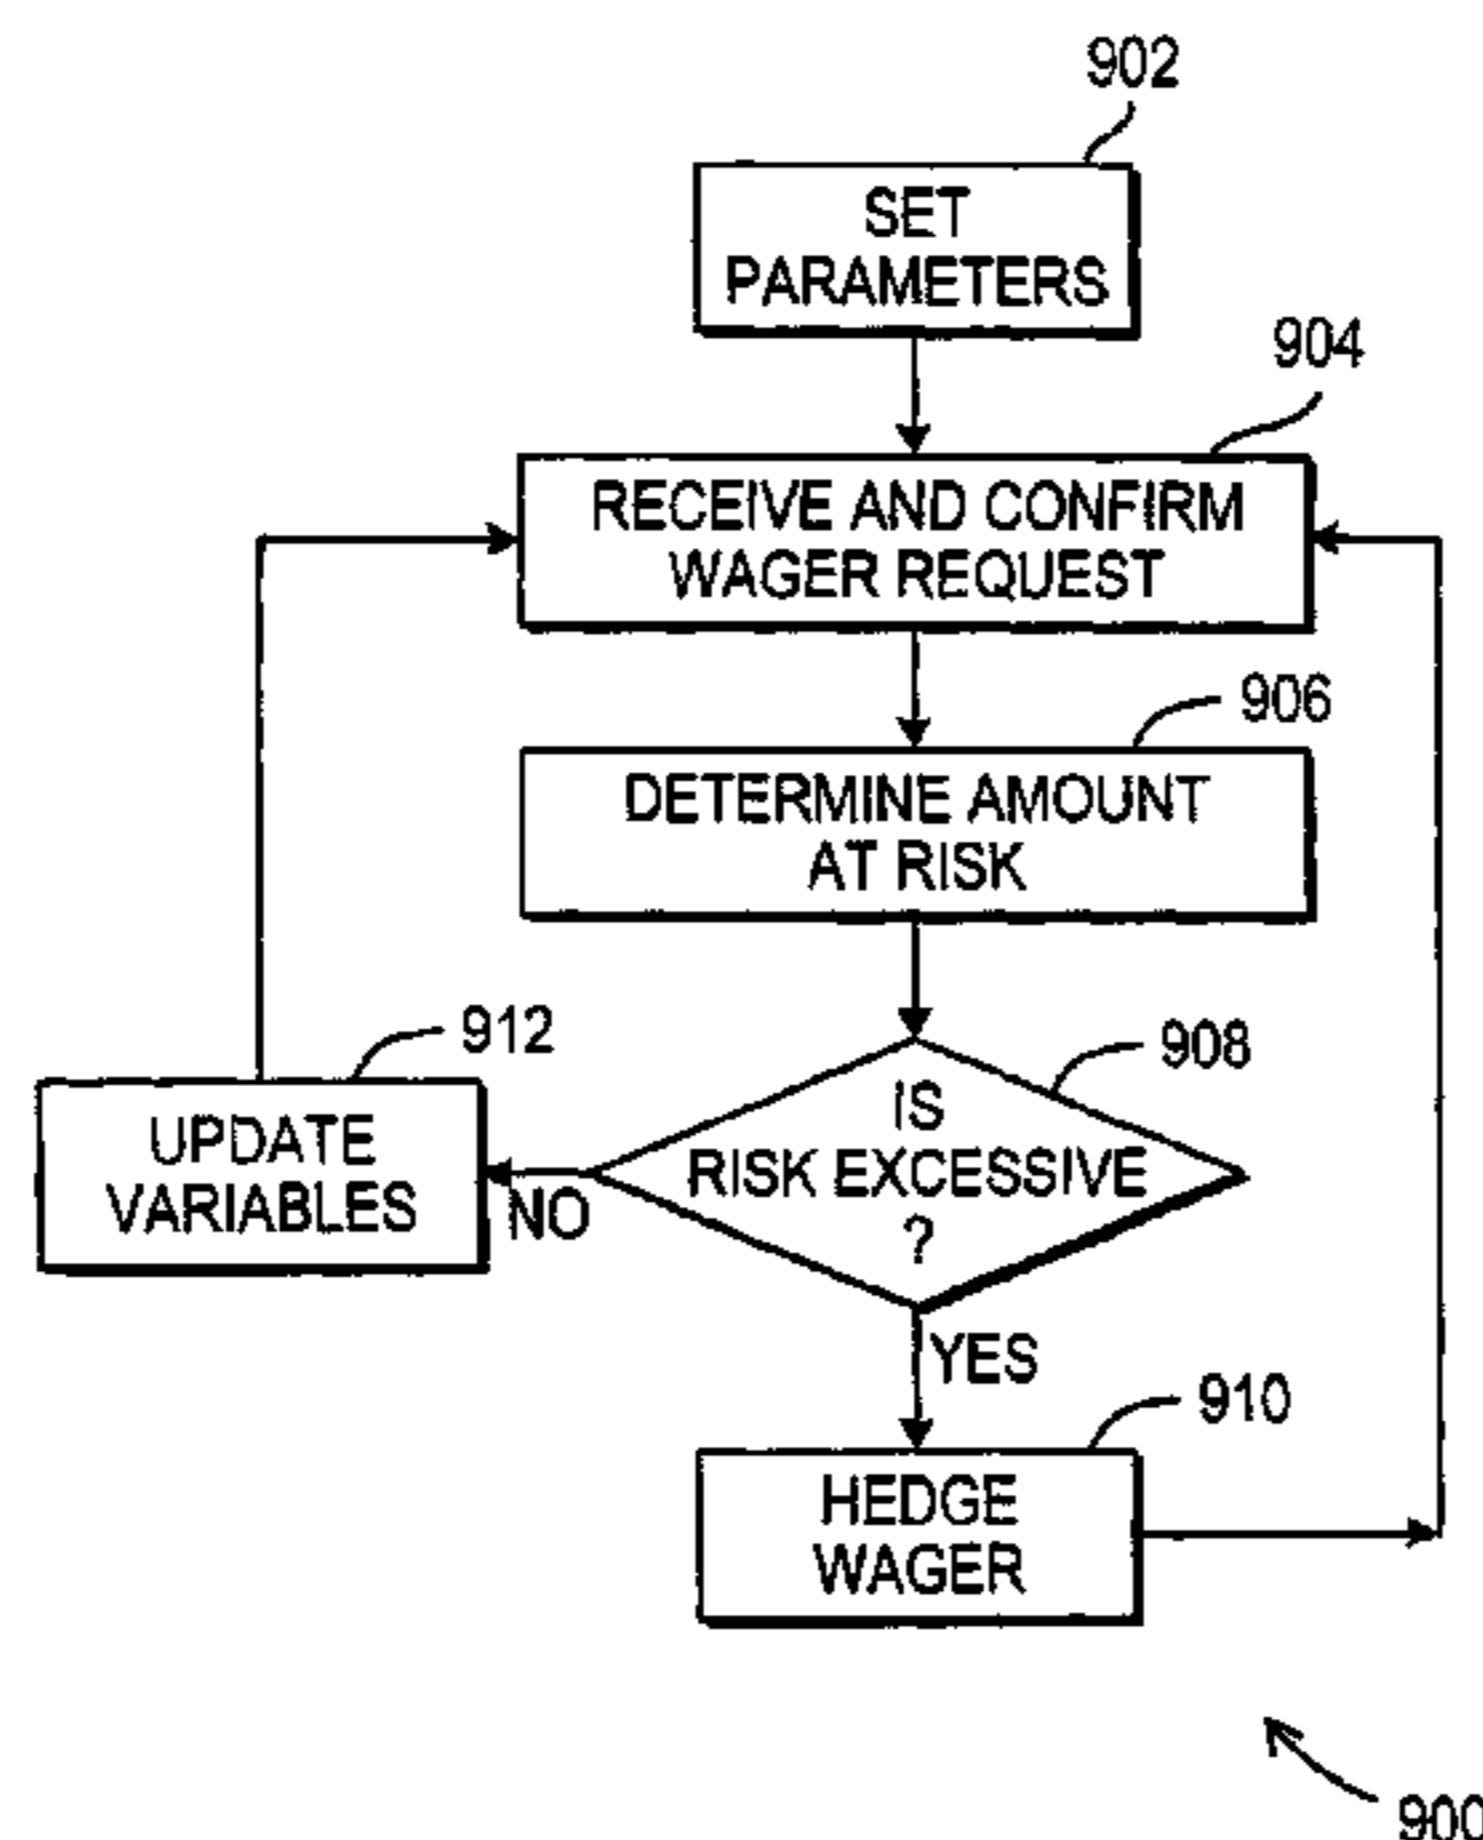 902
SET
PARAMETERS
904
RECEIVE AND CONFIRM
WAGER REQUEST
906
DETERMINE AMOUNT
AT RISK
912
908
UPDATE
VARIABLES
IS
RISK EXCESSIVE
?
NO
YES
910
HEDGE
WAGER
900